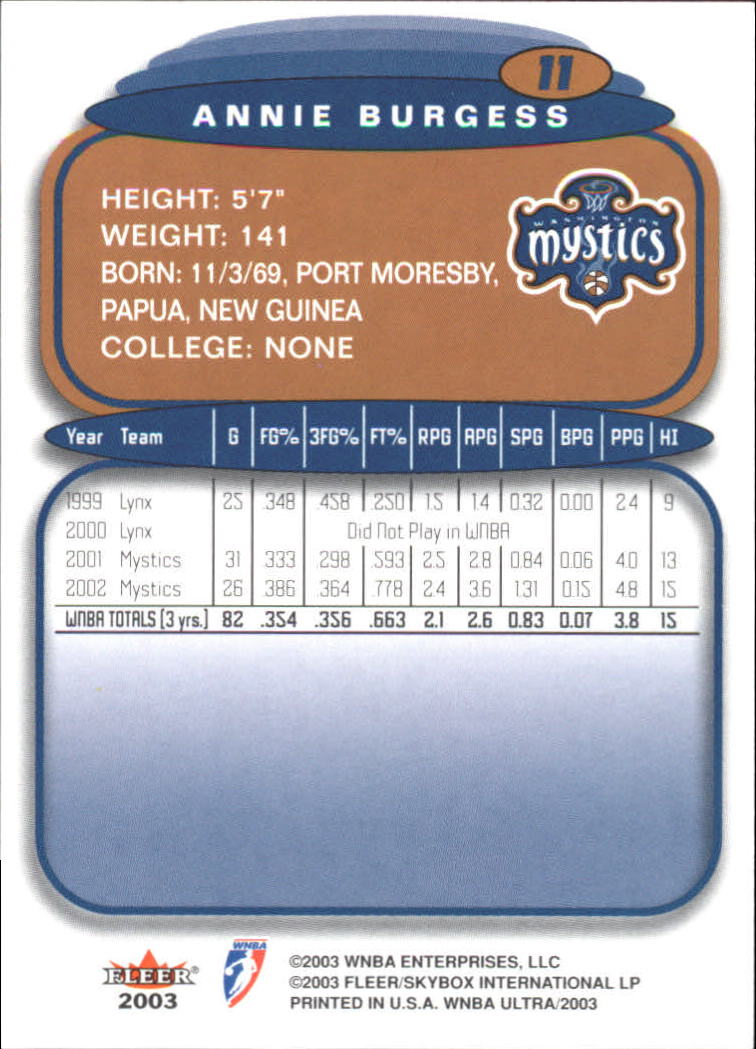 11
ANNIE BURGESS
HEIGHT: 5'7"
WEIGHT: 141
BORN: 11/3/69, PORT MORESBY,
PAPUA, NEW GUINEA
COLLEGE: NONE
WASHINGTON
mystics
Year Team G FG% 3FG% FT% RPG APG SPG BPG PPG HI
1999 Lynx 25 .348 .458 .250 1.5 1.4 0.32 0.00 2.4 9
2000 Lynx Did Not Play in WNBA
2001 Mystics 31 .333 .298 .593 2.5 2.8 0.84 0.06 4.0 13
2002 Mystics 26 .386 .364 .778 2.4 3.6 1.31 0.15 4.8 15
WNBA TOTALS (3 yrs.) 82 .354 .356 .663 2.1 2.6 0.83 0.07 3.8 15
FLEER®
2003
WNBA
©2003 WNBA ENTERPRISES, LLC
©2003 FLEER/SKYBOX INTERNATIONAL LP
PRINTED IN U.S.A. WNBA ULTRA/2003